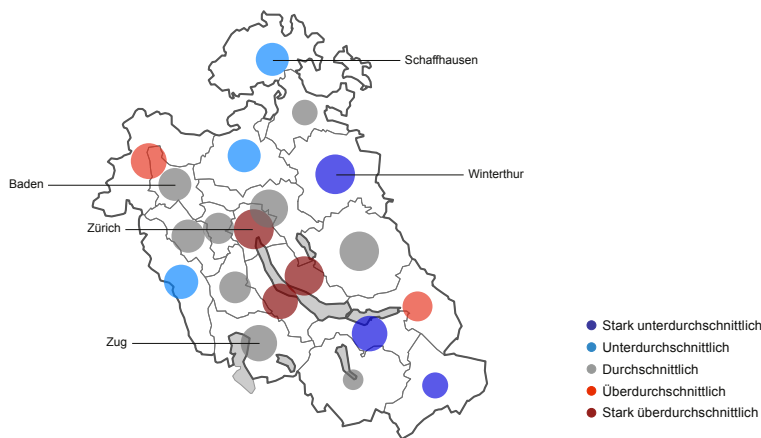 Schaffhausen
Baden
Winterthur
Zürich
Zug
Stark unterdurchschnittlich
Unterdurchschnittlich
Durchschnittlich
Überdurchschnittlich
Stark überdurchschnittlich